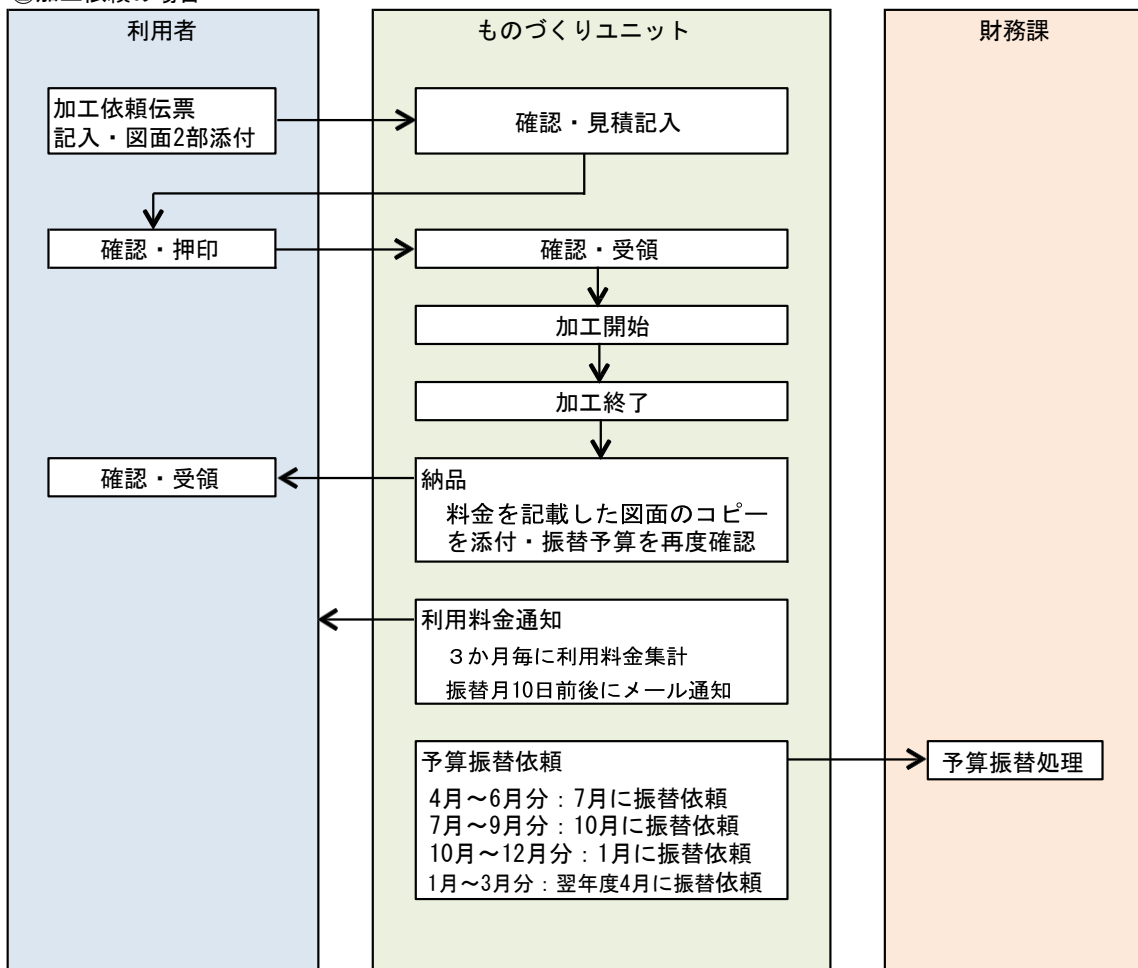 加工依頼の場合
利用者
ものづくりユニット
財務課
加工依頼伝票
記入・図面2部添付
確認・見積記入
確認・押印
確認・受領
加工開始
加工終了
確認・受領
納品
料金を記載した図面のコピー
を添付・振替予算を再度確認
利用料金通知
３か月毎に利用料金集計
振替月10日前後にメール通知
予算振替依頼
4月～6月分：7月に振替依頼
7月～9月分：10月に振替依頼
10月～12月分：1月に振替依頼
1月～3月分：翌年度4月に振替依頼
予算振替処理